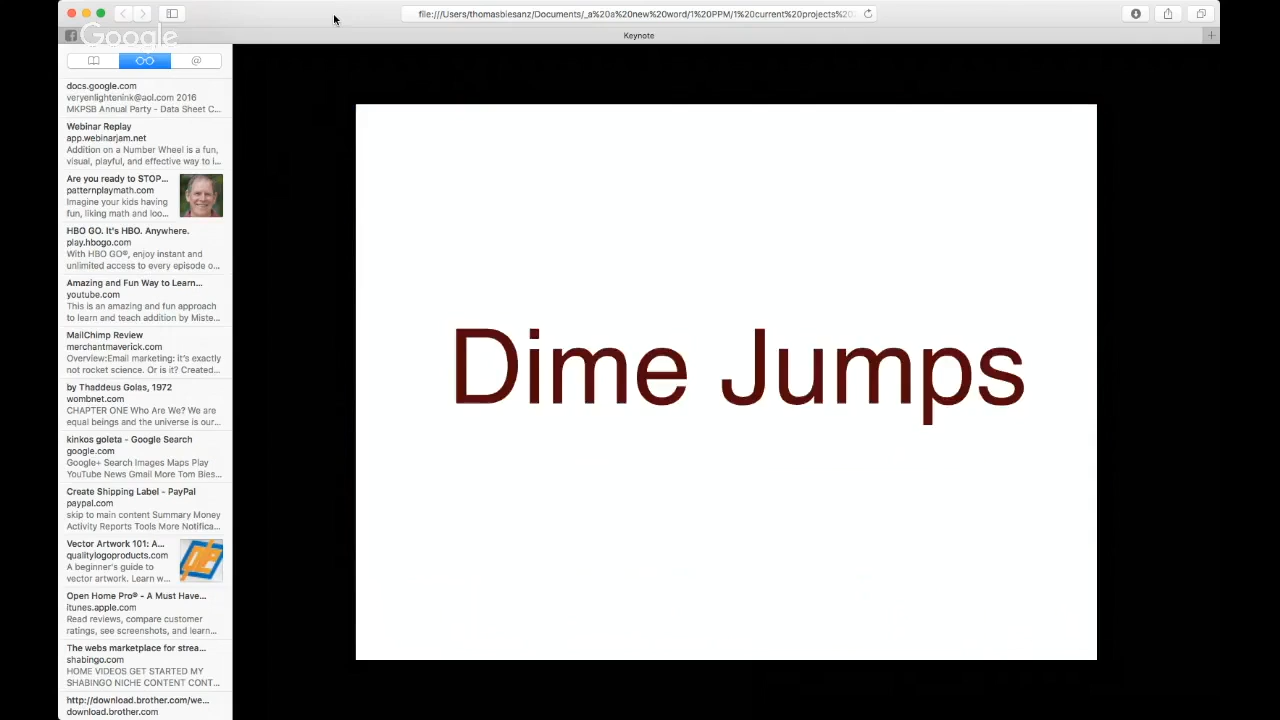 file:///Users/thomasbiesanz/Documents/_a%20a%20new%20word/1%20PPM/1%20current%20projects%20
Google
Keynote
@
docs.google.com
veryenlightenink@aol.com 2016
MKPSB Annual Party - Data Sheet C...
Webinar Replay
app.webinarjam.net
Addition on a Number Wheel is a fun,
visual, playful, and effective way to i...
Are you ready to STOP...
patternplaymath.com
Imagine your kids having
fun, liking math and loo...
HBO GO. It's HBO. Anywhere.
play.hbogo.com
With HBO GO®, enjoy instant and
unlimited access to every episode o...
Amazing and Fun Way to Learn...
youtube.com
This is an amazing and fun approach
to learn and teach addition by Miste...
MailChimp Review
merchantmaverick.com
Overview:Email marketing: it's exactly
not rocket science. Or is it? Created...
by Thaddeus Golas, 1972
wombnet.com
CHAPTER ONE Who Are We? We are
equal beings and the universe is our...
kinkos goleta - Google Search
google.com
Google+ Search Images Maps Play
YouTube News Gmail More Tom Bies...
Create Shipping Label - PayPal
paypal.com
skip to main content Summary Money
Activity Reports Tools More Notifica...
Vector Artwork 101: A...
qualitylogoproducts.com
A beginner's guide to
vector artwork. Learn w...
Open Home Pro® - A Must Have...
itunes.apple.com
Read reviews, compare customer
ratings, see screenshots, and learn...
The webs marketplace for strea...
shabingo.com
HOME VIDEOS GET STARTED MY
SHABINGO NICHE CONTENT CONT...
http://download.brother.com/we...
download.brother.com
Dime Jumps